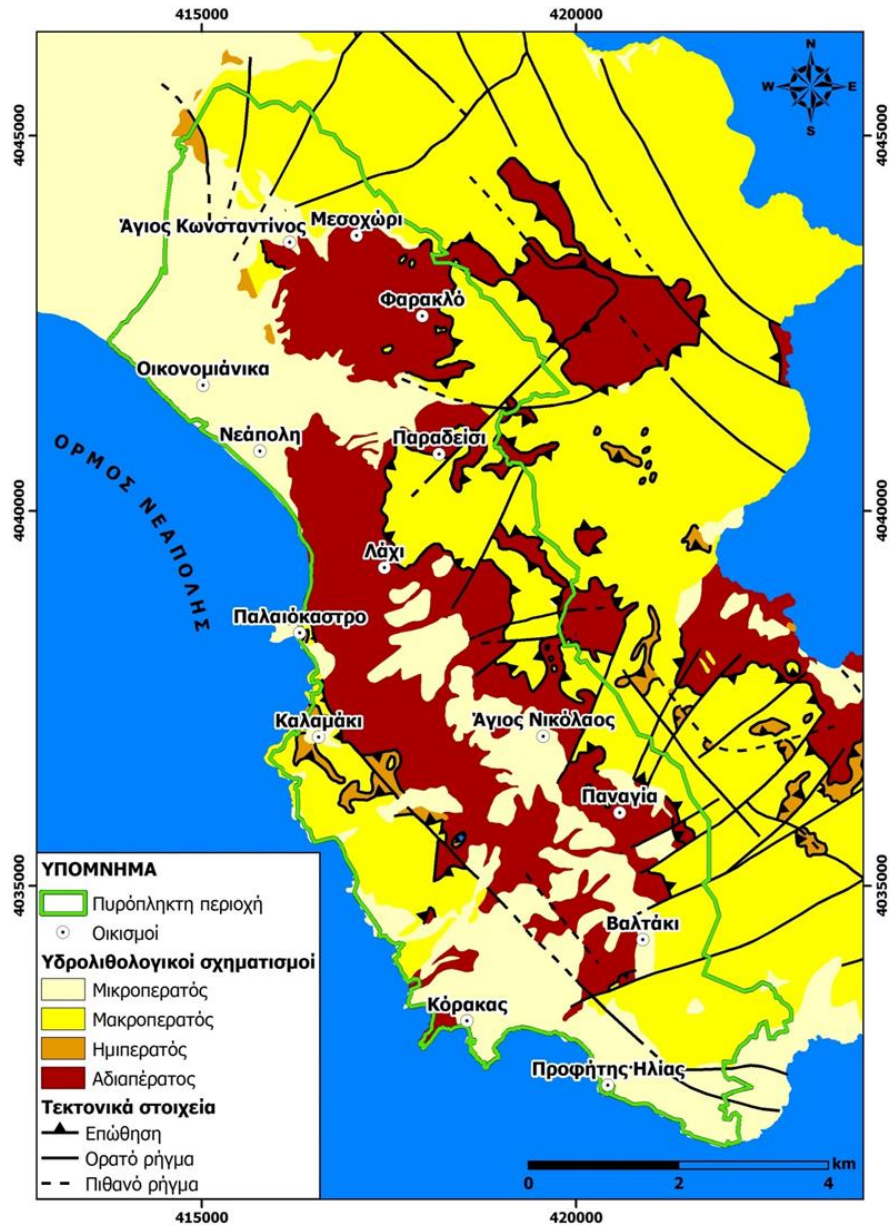 415000
420000
N
W
E
S
4045000
4045000
Άγιος Κωνσταντίνος
Μεσοχώρι
Φαρακλό
Οικονομιάνικα
Νεάπολη
Παραδείσι
ΟΡΜΟΣ ΝΕΑΠΟΛΗΣ
4040000
4040000
Λάχι
Παλαιόκαστρο
Καλαμάκι
Άγιος Νικόλαος
Παναγία
4035000
4035000
Βαλτάκι
Κόρακας
Προφήτης Ηλίας
ΥΠΟΜΝΗΜΑ
Πυρόπληκτη περιοχή
Οικισμοί
Υδρολιθολογικοί σχηματισμοί
Μικροπερατός
Μακροπερατός
Ημιπερατός
Αδιαπέρατος
Τεκτονικά στοιχεία
Επώθηση
Ορατό ρήγμα
Πιθανό ρήγμα
km
0 2 4
415000
420000